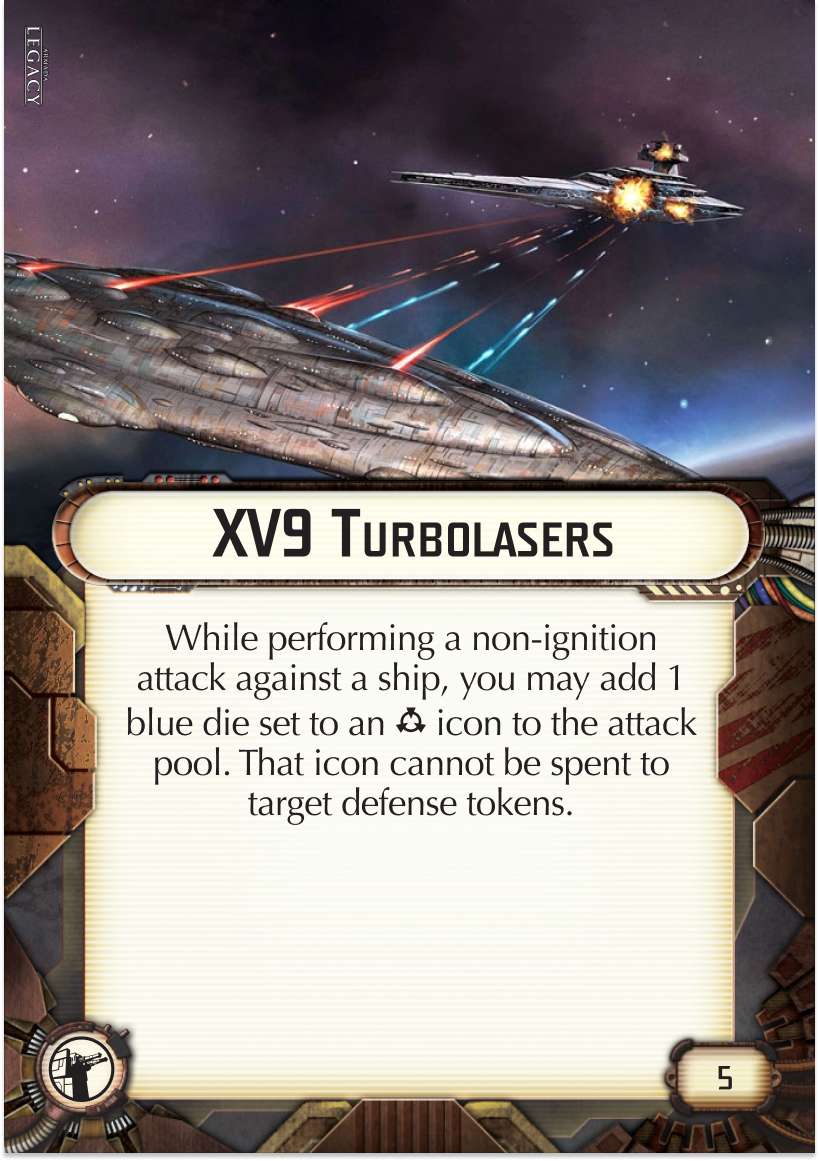 ARMADA
LEGACY
XV9 Turbolasers
While performing a non-ignition
attack against a ship, you may add 1
blue die set to an icon to the attack
pool. That icon cannot be spent to
target defense tokens.
5